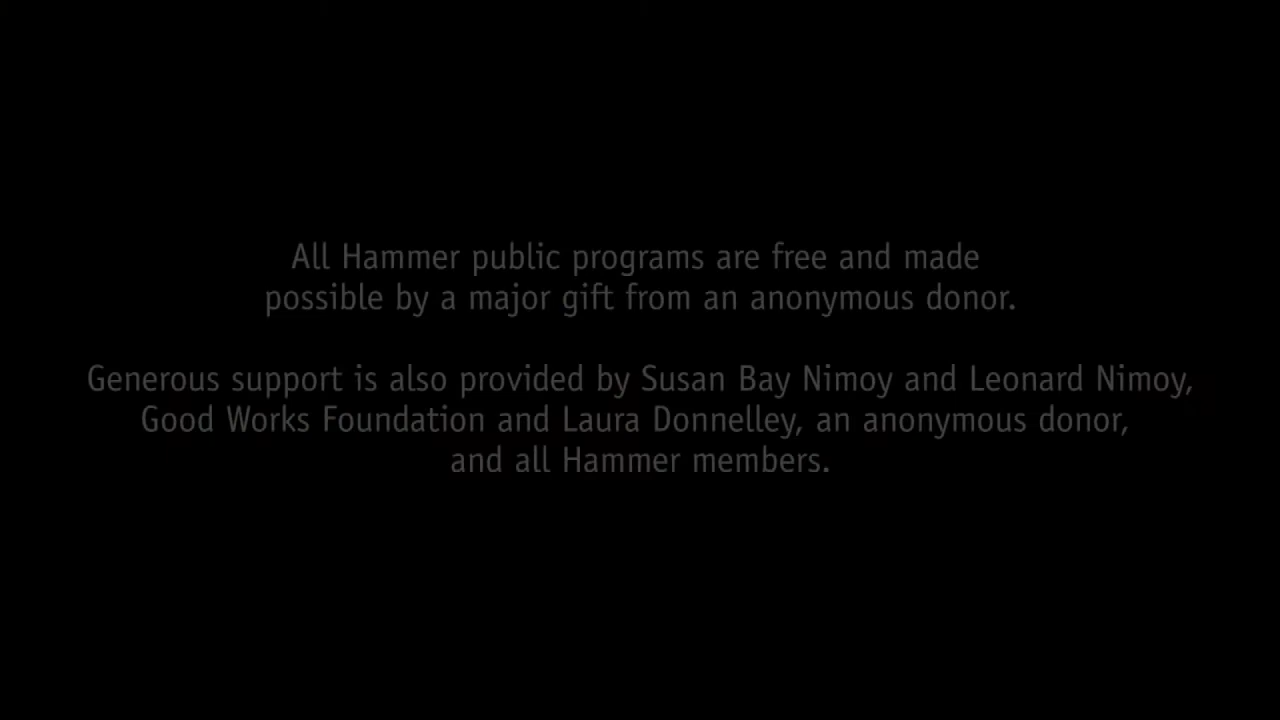 All Hammer public programs are free and made
possible by a major gift from an anonymous donor.
Generous support is also provided by Susan Bay Nimoy and Leonard Nimoy,
Good Works Foundation and Laura Donnelley, an anonymous donor,
and all Hammer members.